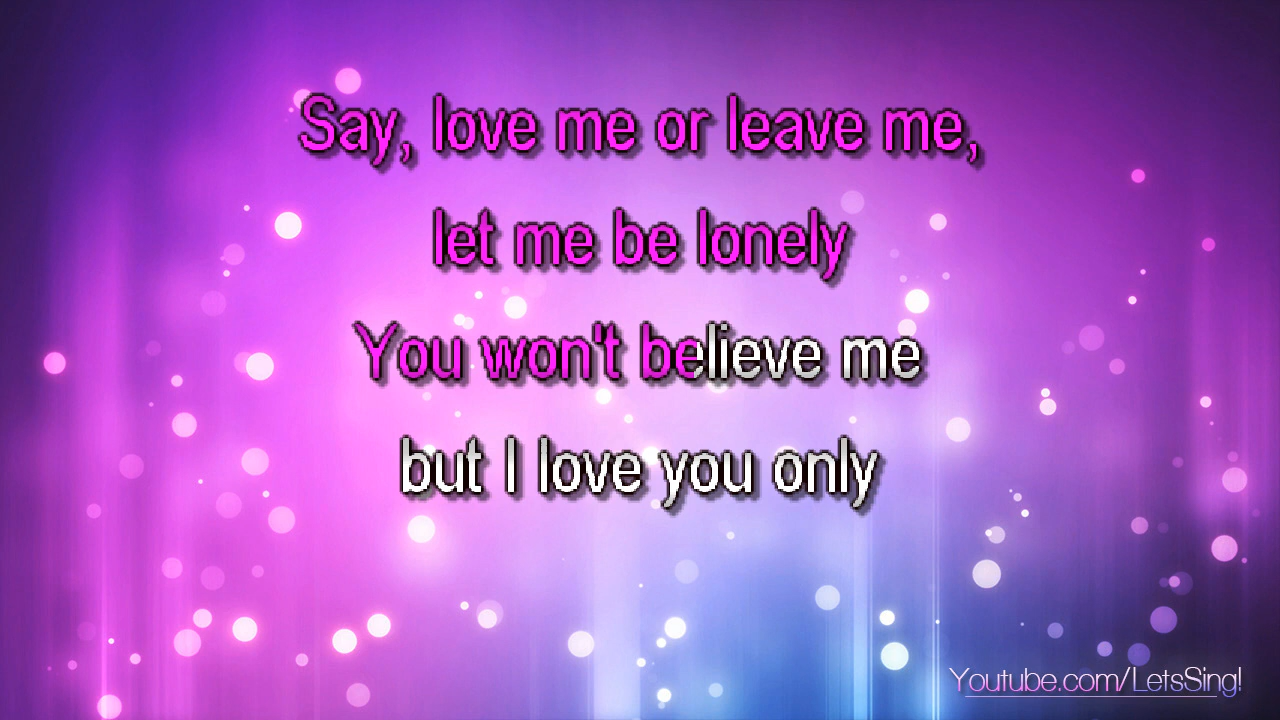 Say, love me or leave me,
let me be lonely
You won't believe me
but I love you only
Youtube.com/LetsSing!